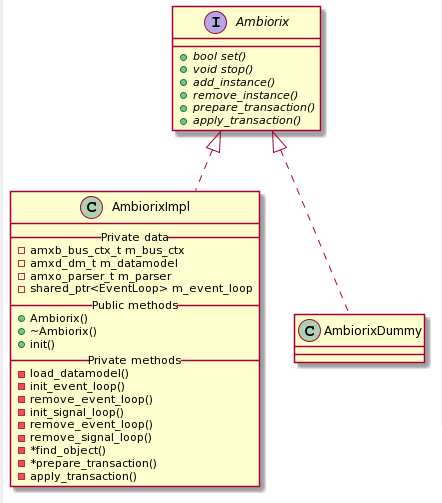 I Ambiorix
bool set()
void stop()
add_instance()
remove_instance()
prepare_transaction()
apply_transaction()
C AmbiorixImpl
Private data
amxb_bus_ctx_t m_bus_ctx
amxd_dm_t m_datamodel
amxo_parser_t m_parser
shared_ptr<EventLoop> m_event_loop
Public methods
Ambiorix()
~Ambiorix()
init()
Private methods
load_datamodel()
init_event_loop()
remove_event_loop()
init_signal_loop()
remove_event_loop()
remove_signal_loop()
*find_object()
*prepare_transaction()
apply_transaction()
C AmbiorixDummy